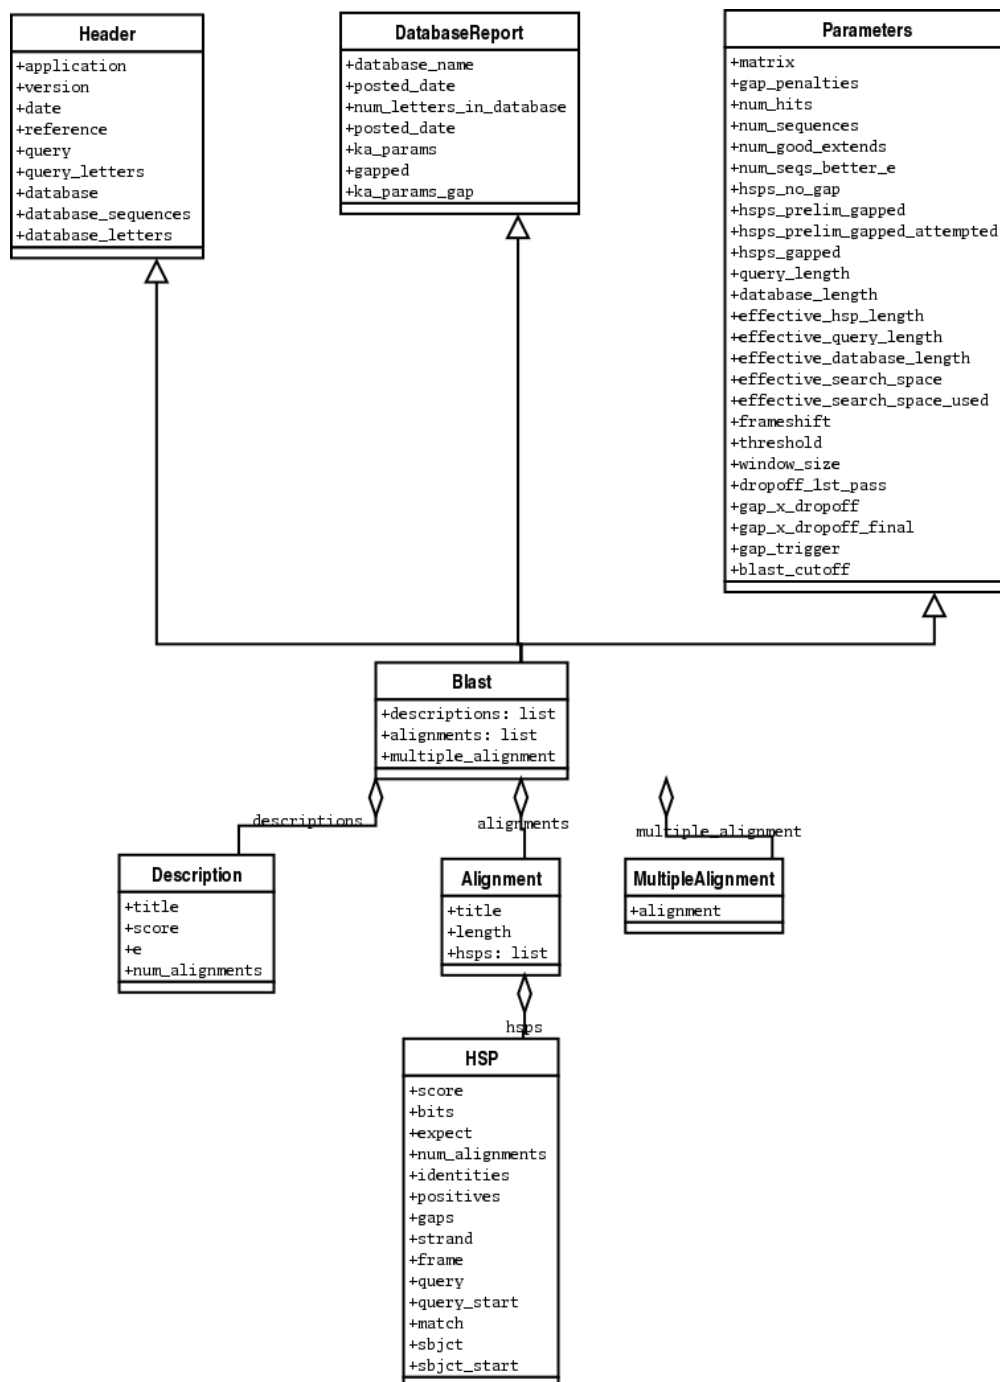 Header
+application
+version
+date
+reference
+query
+query_letters
+database
+database_sequences
+database_letters
DatabaseReport
+database_name
+posted_date
+num_letters_in_database
+posted_date
+ka_params
+gapped
+ka_params_gap
Parameters
+matrix
+gap_penalties
+num_hits
+num_sequences
+num_good_extends
+num_seqs_better_e
+hsps_no_gap
+hsps_prelim_gapped
+hsps_prelim_gapped_attempted
+hsps_gapped
+query_length
+database_length
+effective_hsp_length
+effective_query_length
+effective_database_length
+effective_search_space
+effective_search_space_used
+frameshift
+threshold
+window_size
+dropoff_1st_pass
+gap_x_dropoff
+gap_x_dropoff_final
+gap_trigger
+blast_cutoff
Blast
+descriptions: list
+alignments: list
+multiple_alignment
descriptions
alignments
multiple_alignment
Description
+title
+score
+e
+num_alignments
Alignment
+title
+length
+hsps: list
MultipleAlignment
+alignment
hsps
HSP
+score
+bits
+expect
+num_alignments
+identities
+positives
+gaps
+strand
+frame
+query
+query_start
+match
+sbjct
+sbjct_start